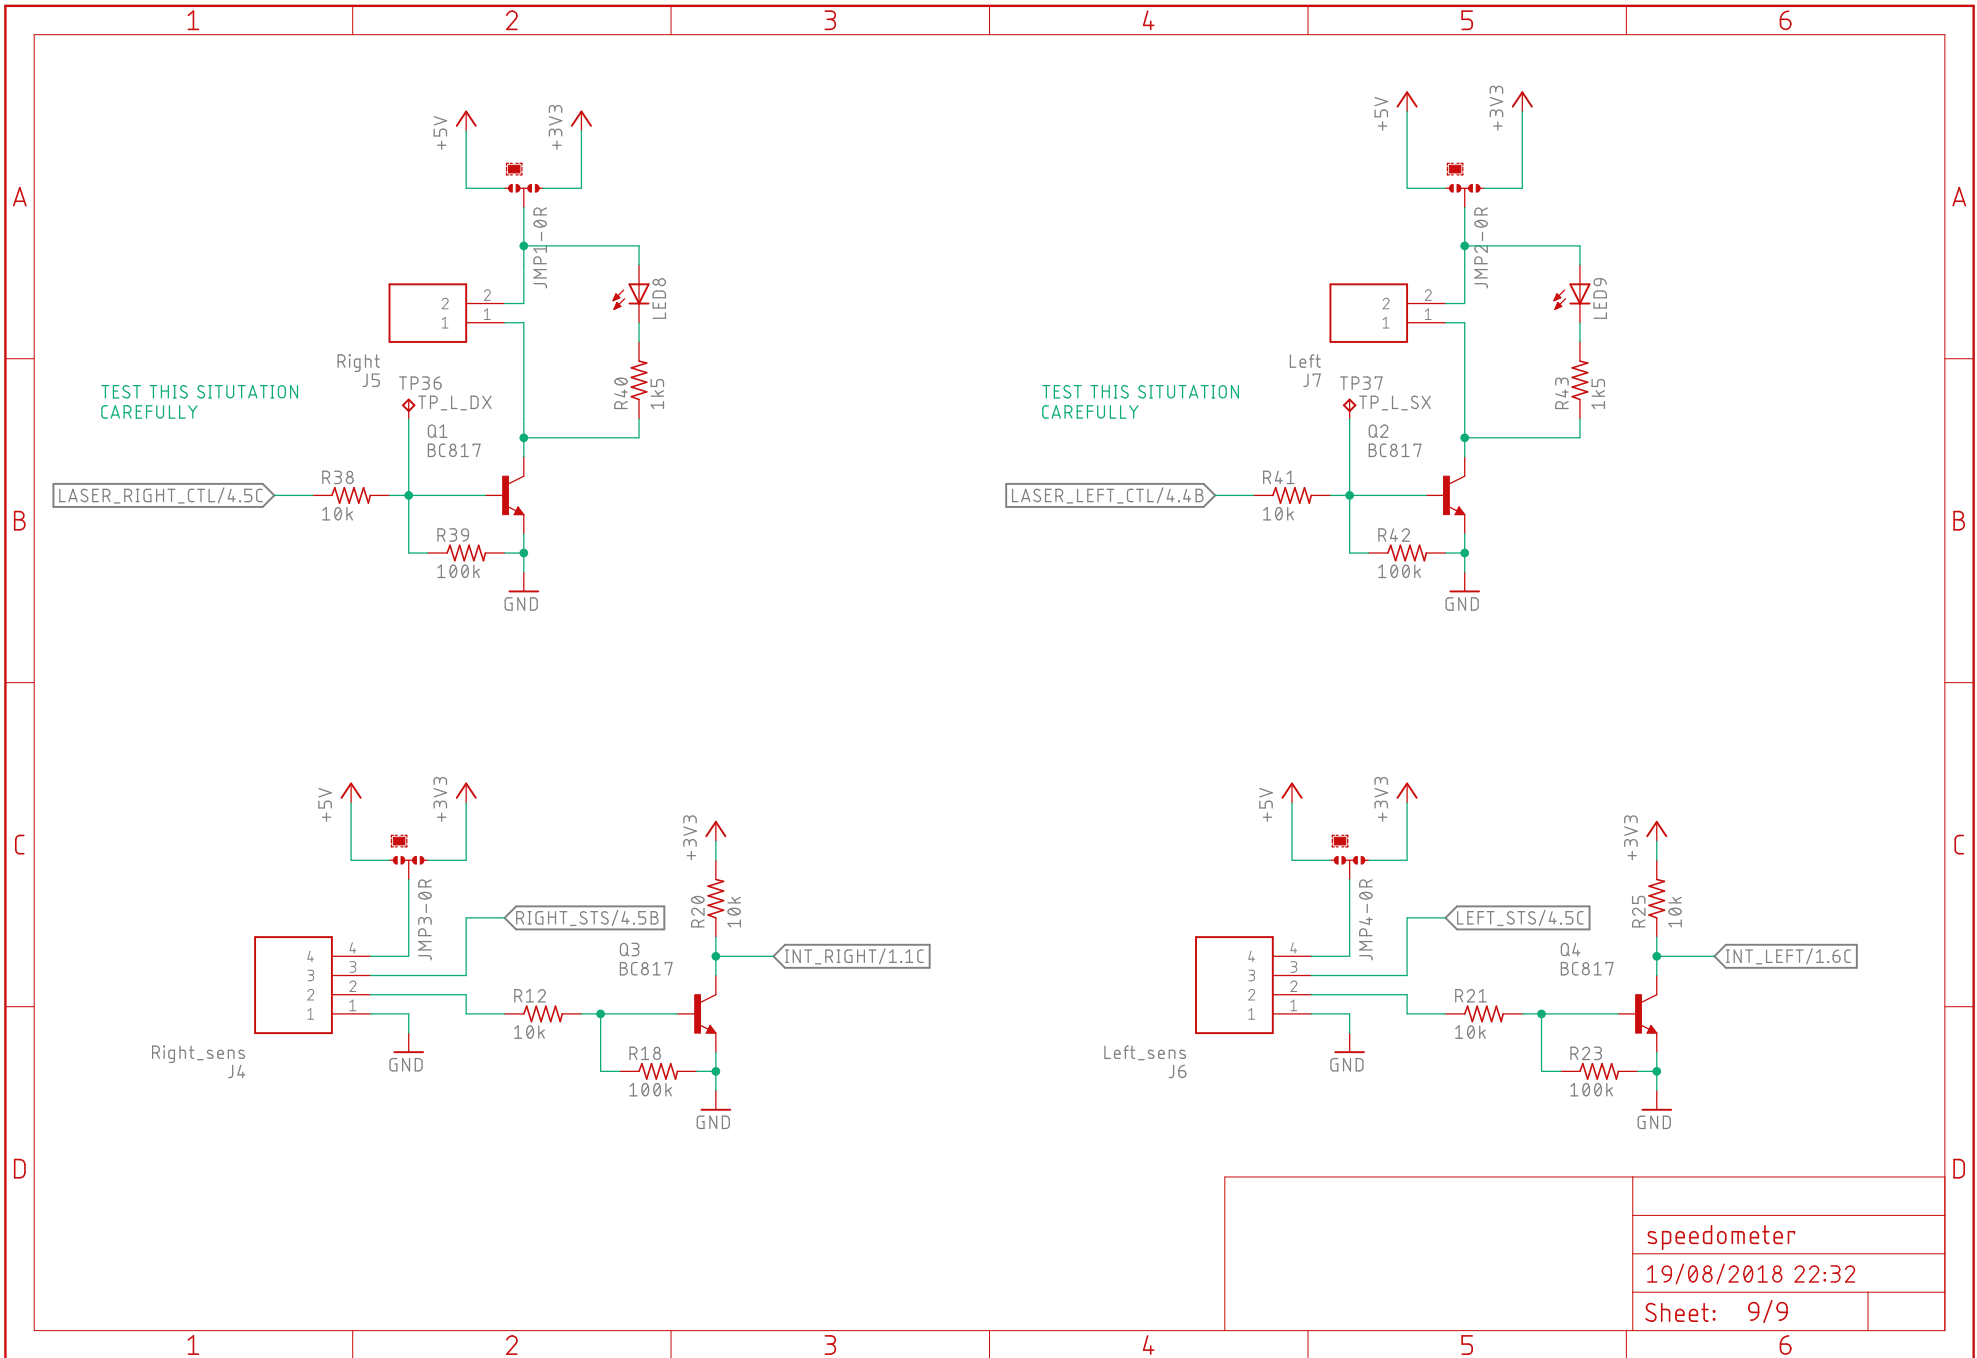 1 2 3 4 5 6
A A
+5V
+3V3
JMP1-0R
2 2
1 1
Right
J5
LED8
R40
1k5
TEST THIS SITUTATION
CAREFULLY
TP36
TP_L_DX
Q1
BC817
LASER_RIGHT_CTL/4.5C
R38
10k
R39
100k
GND
+5V
+3V3
JMP2-0R
2 2
1 1
Left
J7
LED9
R43
1k5
TEST THIS SITUTATION
CAREFULLY
TP37
TP_L_SX
Q2
BC817
LASER_LEFT_CTL/4.4B
R41
10k
R42
100k
GND
B B
C C
+5V
+3V3
JMP3-0R
4 4
3 3
2 2
1 1
Right_sens
J4
GND
RIGHT_STS/4.5B
R12
10k
R18
100k
Q3
BC817
+3V3
R20
10k
INT_RIGHT/1.1C
GND
+5V
+3V3
JMP4-0R
4 4
3 3
2 2
1 1
Left_sens
J6
GND
LEFT_STS/4.5C
R21
10k
R23
100k
Q4
BC817
+3V3
R25
10k
INT_LEFT/1.6C
GND
D D
speedometer
19/08/2018 22:32
Sheet: 9/9
1 2 3 4 5 6